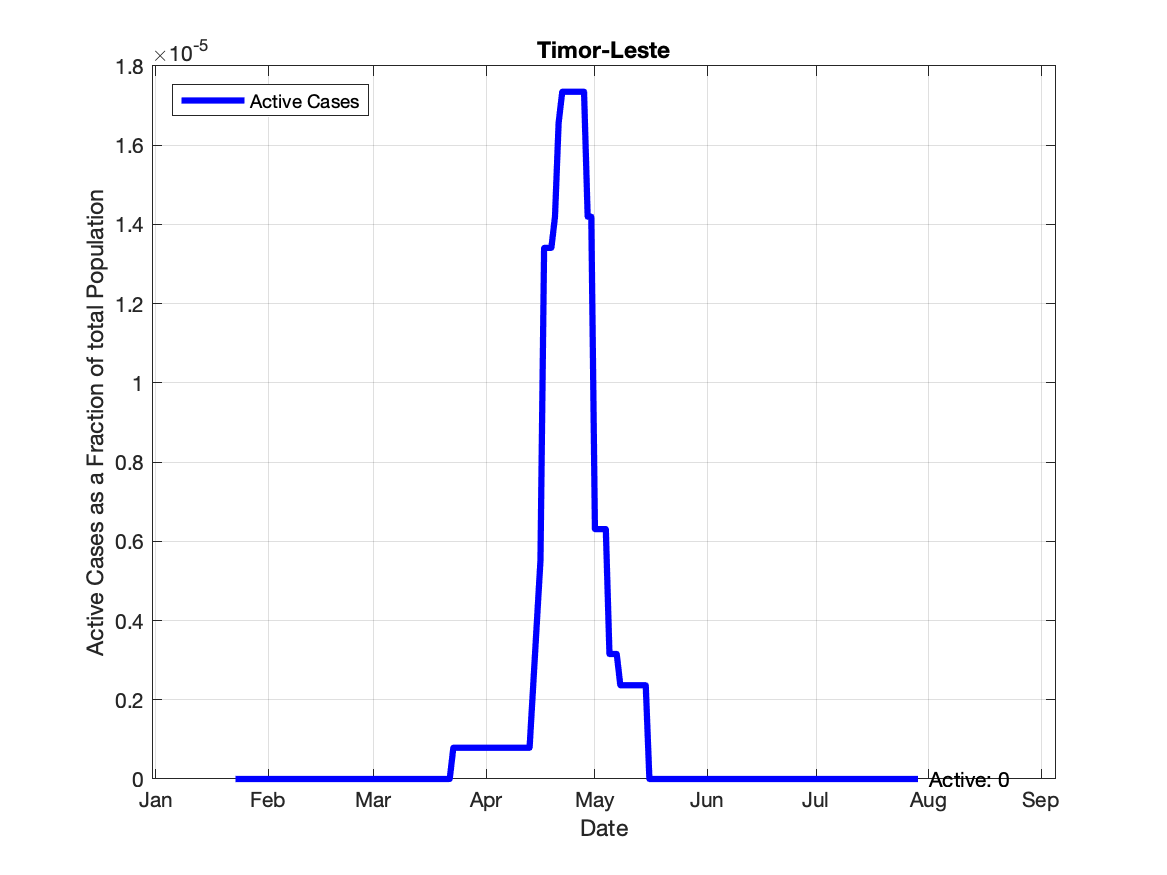 Timor-Leste
×10-5
Active Cases
1.8
1.6
1.4
1.2
1
0.8
0.6
0.4
0.2
0
Active Cases as a Fraction of total Population
Active: 0
Jan Feb Mar Apr May Jun Jul Aug Sep
Date